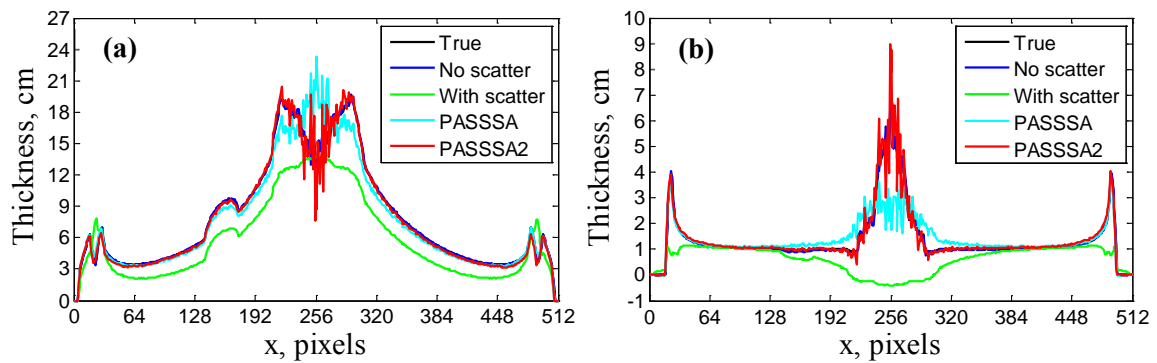 (a)
Thickness, cm
27
24
21
18
15
12
9
6
3
0
True
No scatter
With scatter
PASSSA
PASSSA2
0 64 128 192 256 320 384 448 512
x, pixels
(b)
Thickness, cm
10
9
8
7
6
5
4
3
2
1
0
-1
True
No scatter
With scatter
PASSSA
PASSSA2
0 64 128 192 256 320 384 448 512
x, pixels